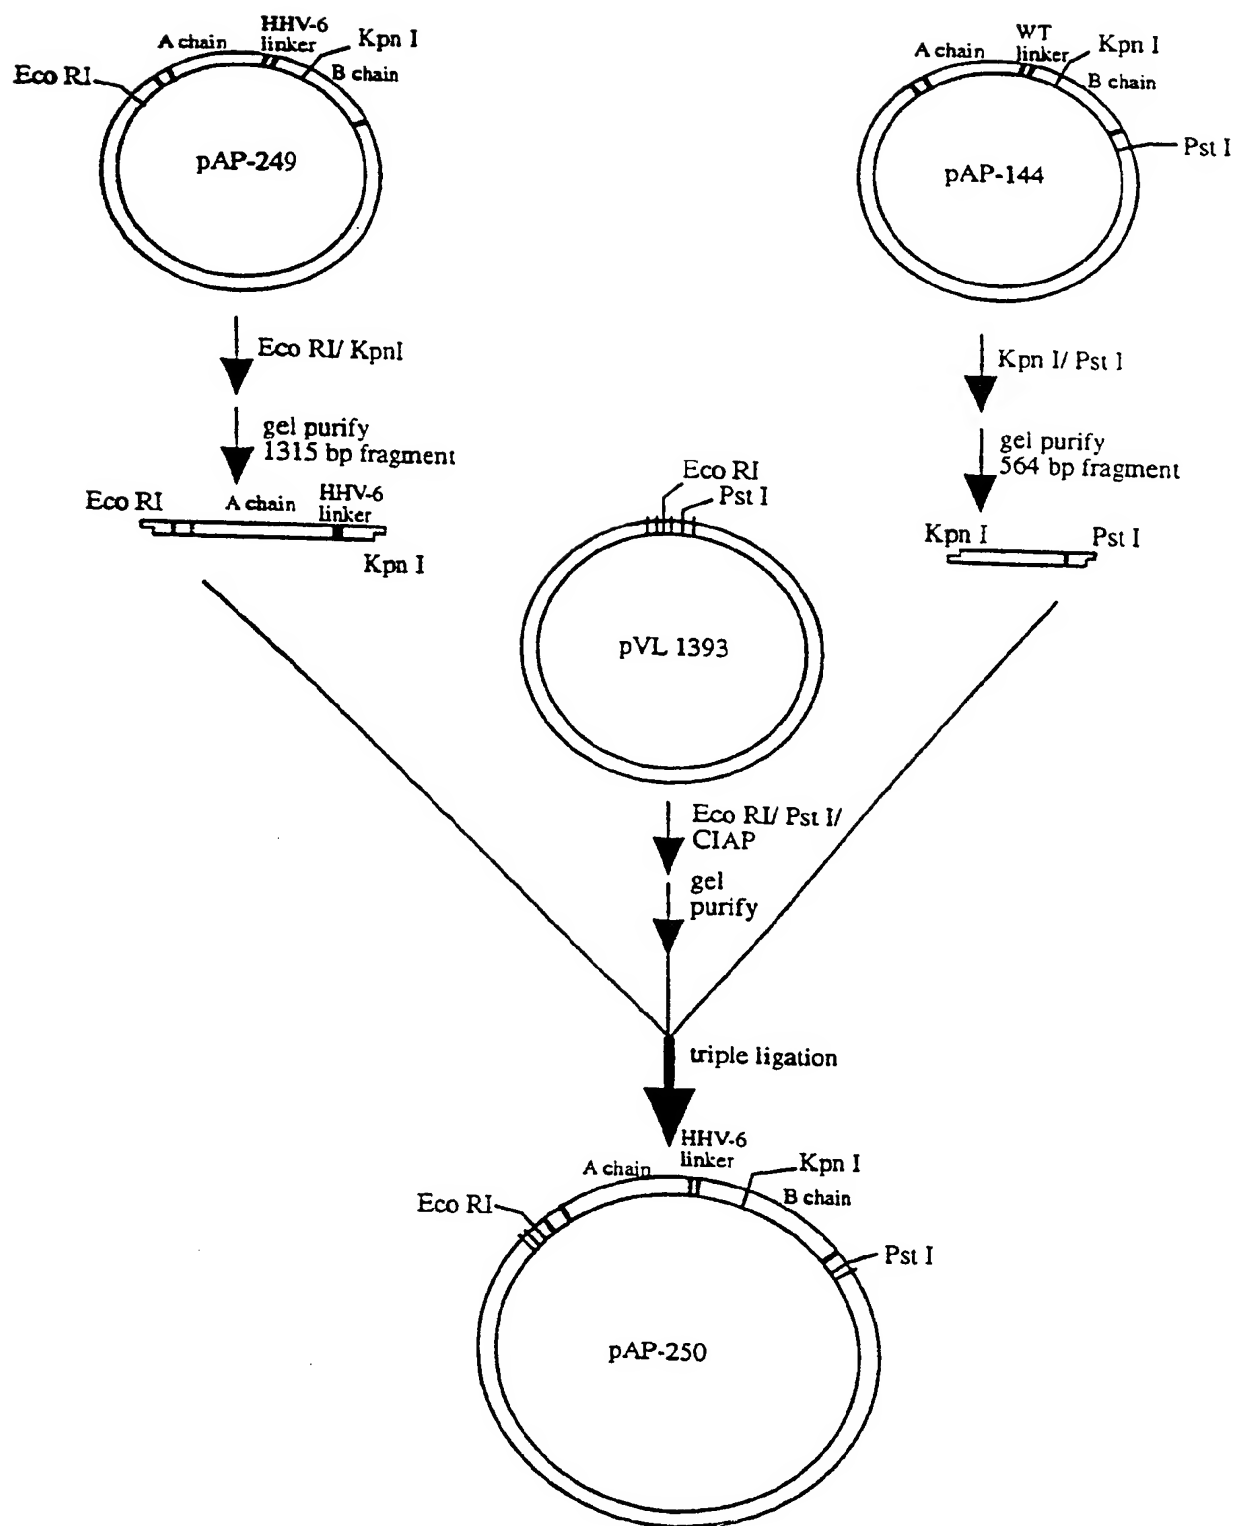 HHV-6
linker
A chain
Kpn I
B chain
Eco RI
pAP-249
WT
linker
A chain
Kpn I
B chain
Pst I
pAP-144
Eco RI/ KpnI
gel purify
1315 bp fragment
Kpn I/ Pst I
gel purify
564 bp fragment
Eco RI
A chain
HHV-6
linker
Kpn I
Eco RI
Pst I
pVL 1393
Kpn I
Pst I
Eco RI/ Pst I/
CIAP
gel
purify
triple ligation
HHV-6
linker
A chain
Kpn I
B chain
Eco RI
Pst I
pAP-250